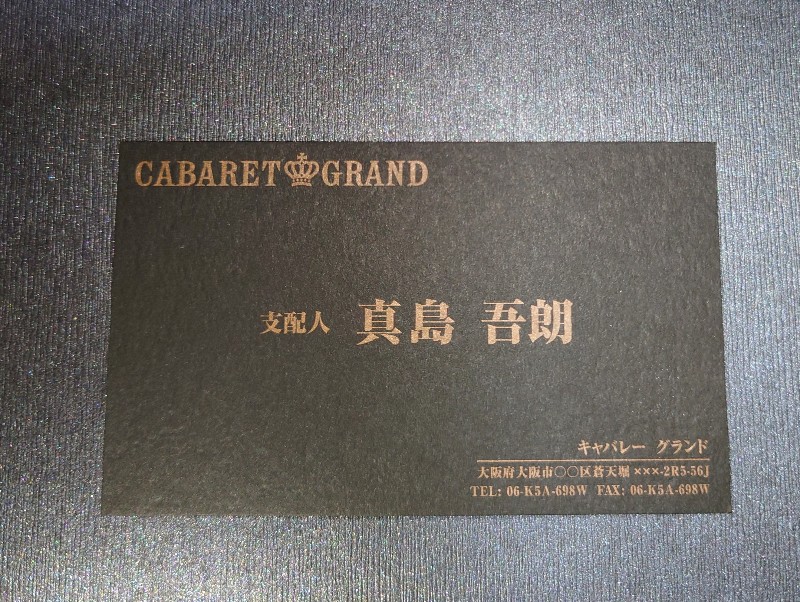 CABARET GRAND
支配人 真島 吾朗
キャバレー グランド
大阪府大阪市〇〇区蒼天堀 ×××-2R5-56J
TEL: 06-K5A-698W FAX: 06-K5A-698W